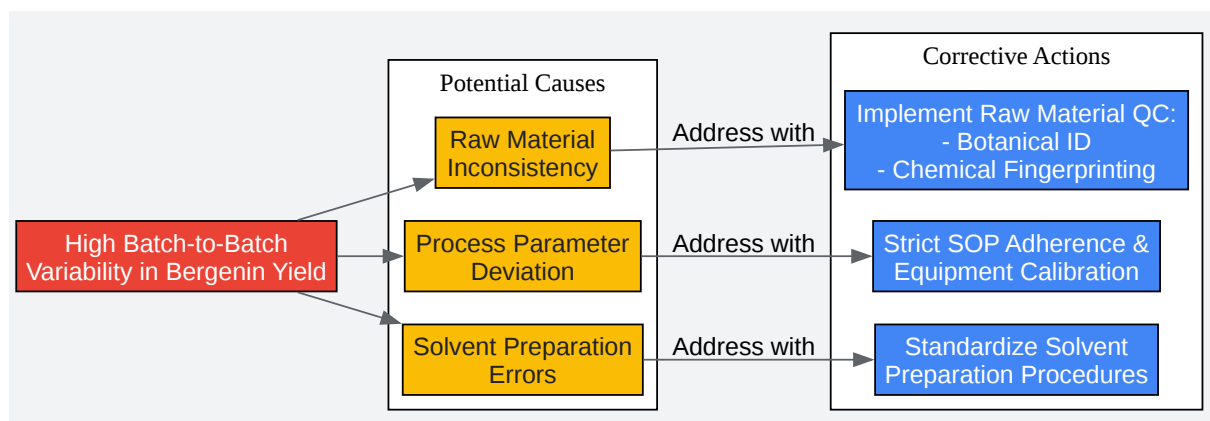 High Batch-to-Batch
Variability in Bergenin Yield
Potential Causes
Raw Material
Inconsistency
Process Parameter
Deviation
Solvent Preparation
Errors
Address with
Address with
Address with
Corrective Actions
Implement Raw Material QC:
- Botanical ID
- Chemical Fingerprinting
Strict SOP Adherence &
Equipment Calibration
Standardize Solvent
Preparation Procedures